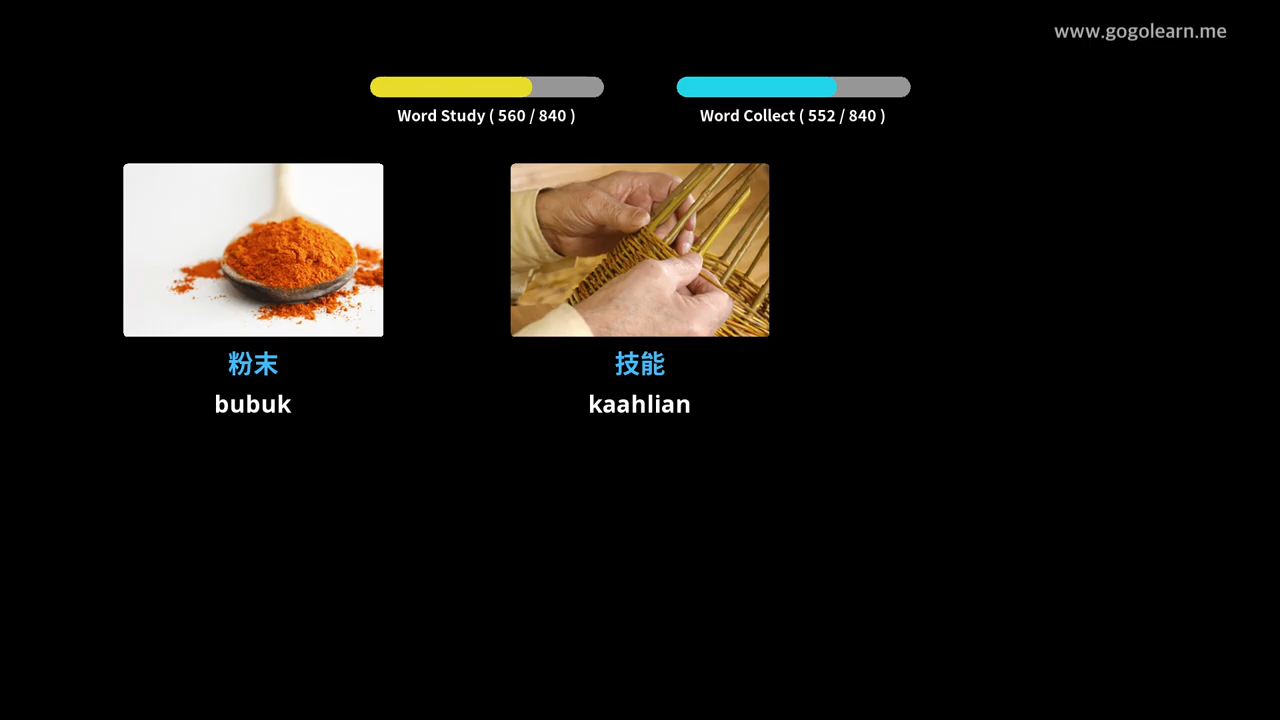 www.gogolearn.me
Word Study ( 560 / 840 )
Word Collect ( 552 / 840 )
粉末
bubuk
技能
kaahlian